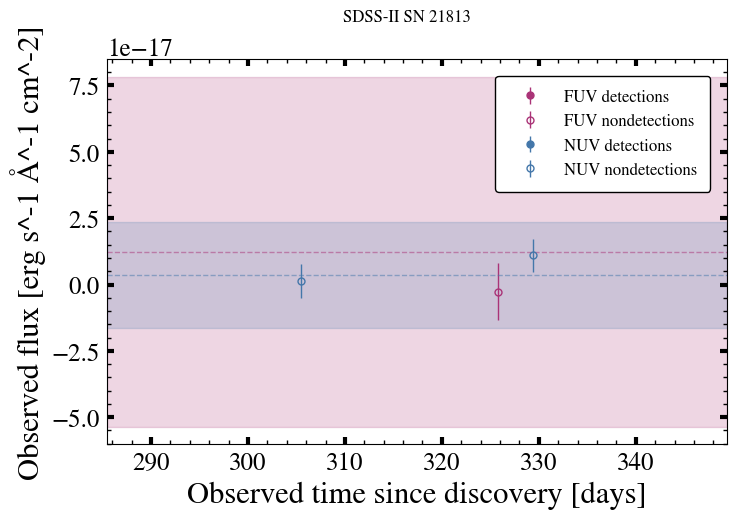 SDSS-II SN 21813
1e−17
Observed flux [erg s^-1 Å^-1 cm^-2]
7.5
5.0
2.5
0.0
−2.5
−5.0
FUV detections
FUV nondetections
NUV detections
NUV nondetections
290 300 310 320 330 340
Observed time since discovery [days]